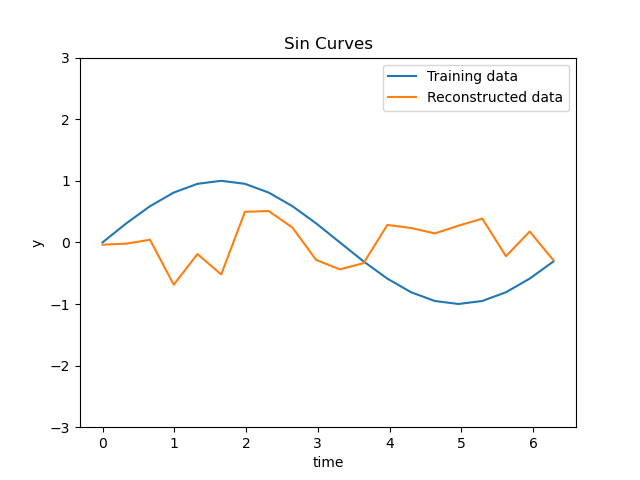 Sin Curves
Training data
Reconstructed data
3
2
1
0
−1
−2
−3
y
0 1 2 3 4 5 6
time